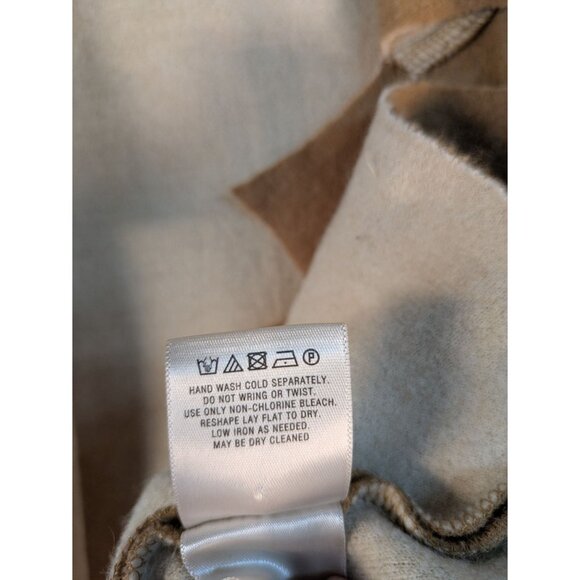 P
HAND WASH COLD SEPARATELY.
DO NOT WRING OR TWIST.
USE ONLY NON-CHLORINE BLEACH.
RESHAPE LAY FLAT TO DRY.
LOW IRON AS NEEDED.
MAY BE DRY CLEANED